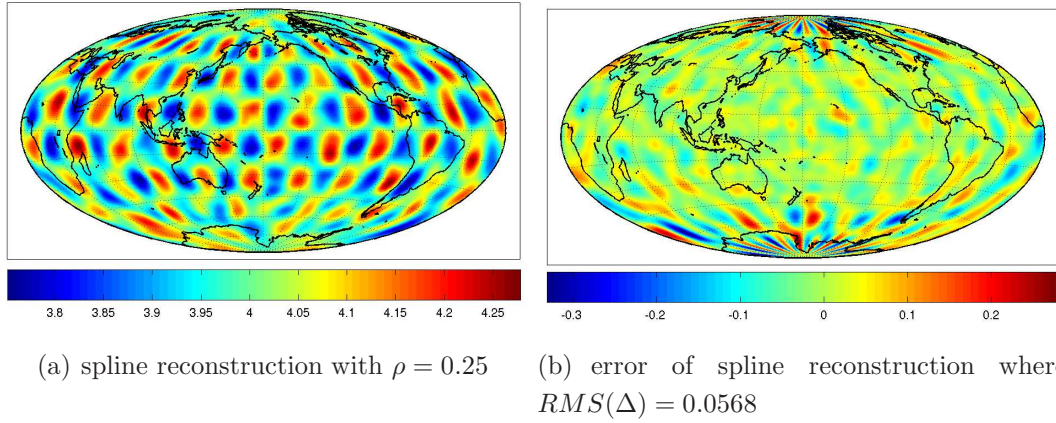 3.8 3.85 3.9 3.95 4 4.05 4.1 4.15 4.2 4.25
-0.3 -0.2 -0.1 0 0.1 0.2
(a) spline reconstruction with ρ = 0.25
(b) error of spline reconstruction where
RMS(Δ) = 0.0568